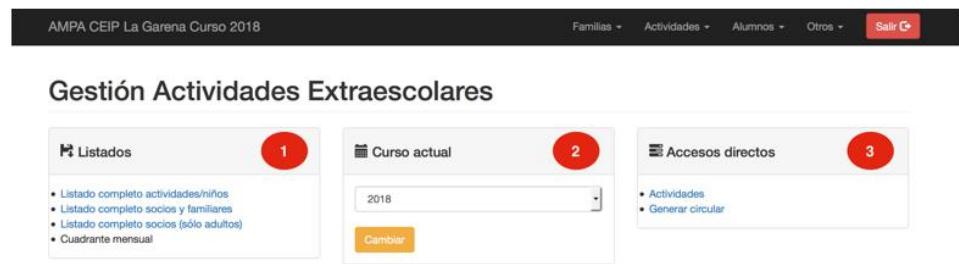 AMPA CEIP La Garena Curso 2018
Familias
Actividades
Alumnos
Otros
Salir
Gestión Actividades Extraescolares
Listados
1
Listado completo actividades/niños
Listado completo socios y familiares
Listado completo socios (sólo adultos)
Cuadrante mensual
Curso actual
2
2018
Cambiar
Accesos directos
3
Actividades
Generar circular